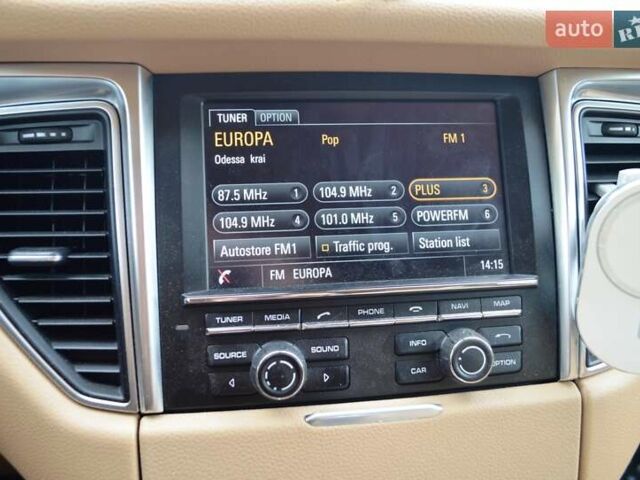 auto
TUNER OPTION
EUROPA Pop FM 1
Odessa krai
87.5 MHz 1 104.9 MHz 2 PLUS 3
104.9 MHz 4 101.0 MHz 5 POWERFM 6
Autostore FM1 Traffic prog. Station list
FM EUROPA 14:15
TUNER MEDIA PHONE NAVI MAP
SOURCE SOUND INFO
CAR OPTION